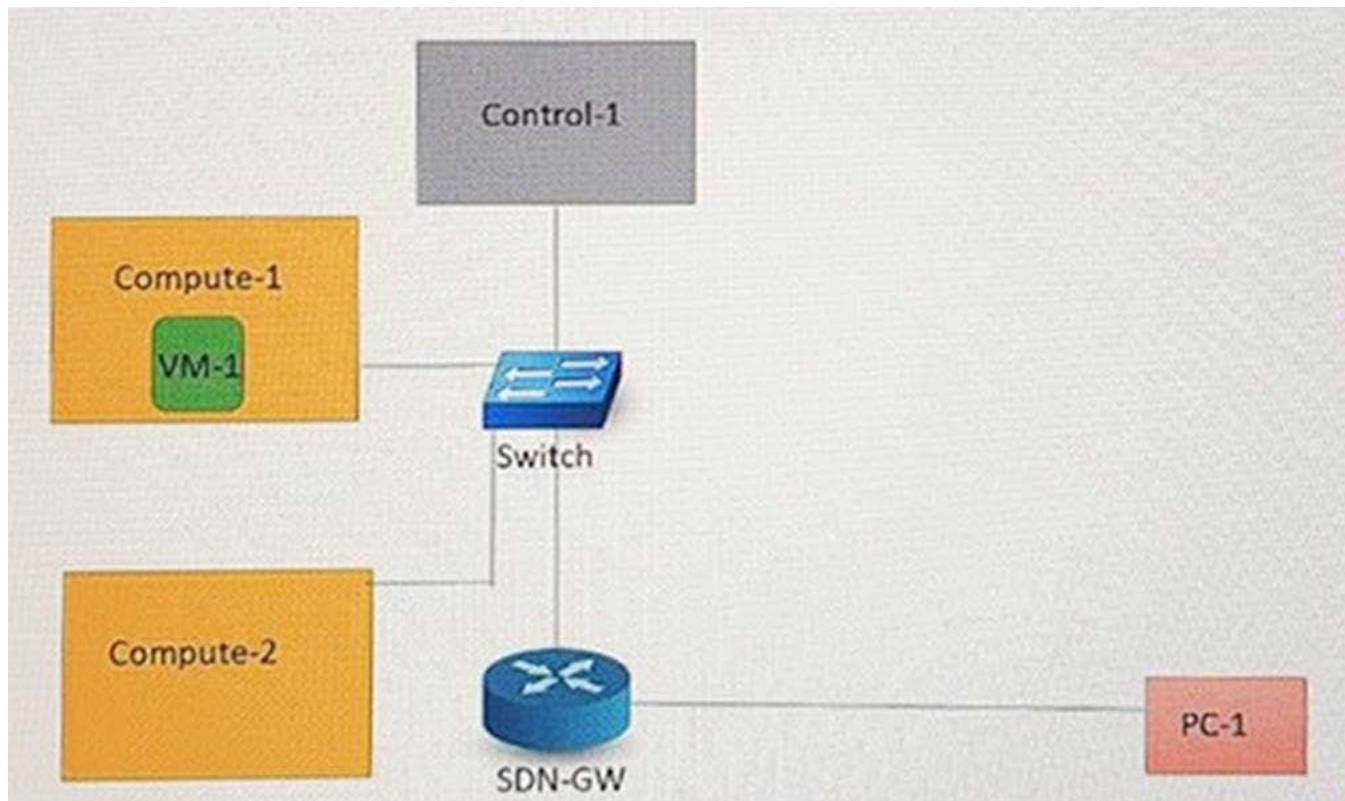 Control-1
Compute-1
VM-1
Switch
Compute-2
SDN-GW
PC-1